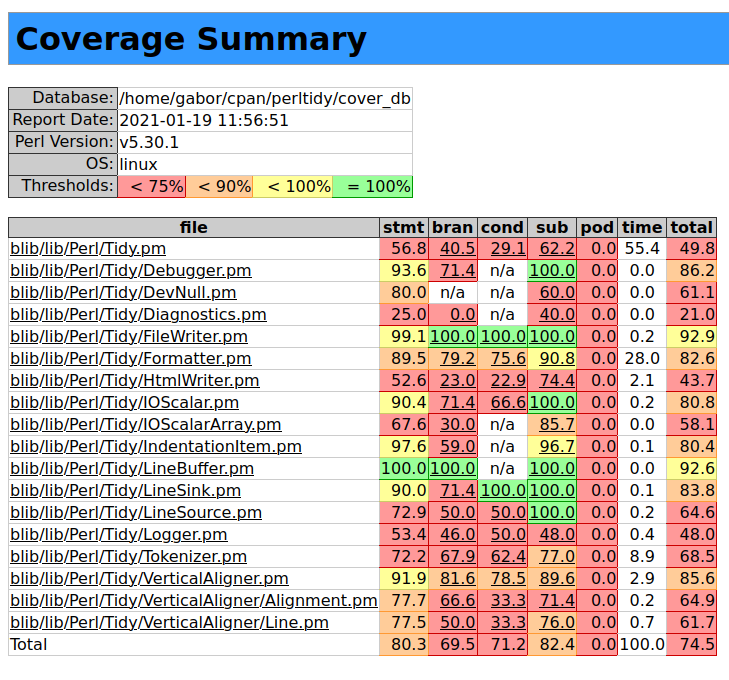 Coverage Summary
Database: /home/gabor/cpan/perltidy/cover_db
Report Date: 2021-01-19 11:56:51
Perl Version: v5.30.1
OS: linux
Thresholds: < 75% < 90% < 100% = 100%
file stmt bran cond sub pod time total
blib/lib/Perl/Tidy.pm 56.8 40.5 29.1 62.2 0.0 55.4 49.8
blib/lib/Perl/Tidy/Debugger.pm 93.6 71.4 n/a 100.0 0.0 0.0 86.2
blib/lib/Perl/Tidy/DevNull.pm 80.0 n/a n/a 60.0 0.0 0.0 61.1
blib/lib/Perl/Tidy/Diagnostics.pm 25.0 0.0 n/a 40.0 0.0 0.0 21.0
blib/lib/Perl/Tidy/FileWriter.pm 99.1 100.0 100.0 100.0 0.0 0.2 92.9
blib/lib/Perl/Tidy/Formatter.pm 89.5 79.2 75.6 90.8 0.0 28.0 82.6
blib/lib/Perl/Tidy/HtmlWriter.pm 52.6 23.0 22.9 74.4 0.0 2.1 43.7
blib/lib/Perl/Tidy/IOScalar.pm 90.4 71.4 66.6 100.0 0.0 0.2 80.8
blib/lib/Perl/Tidy/IOScalarArray.pm 67.6 30.0 n/a 85.7 0.0 0.0 58.1
blib/lib/Perl/Tidy/IndentationItem.pm 97.6 59.0 n/a 96.7 0.0 0.1 80.4
blib/lib/Perl/Tidy/LineBuffer.pm 100.0 100.0 n/a 100.0 0.0 0.0 92.6
blib/lib/Perl/Tidy/LineSink.pm 90.0 71.4 100.0 100.0 0.0 0.1 83.8
blib/lib/Perl/Tidy/LineSource.pm 72.9 50.0 50.0 100.0 0.0 0.2 64.6
blib/lib/Perl/Tidy/Logger.pm 53.4 46.0 50.0 48.0 0.0 0.4 48.0
blib/lib/Perl/Tidy/Tokenizer.pm 72.2 67.9 62.4 77.0 0.0 8.9 68.5
blib/lib/Perl/Tidy/VerticalAligner.pm 91.9 81.6 78.5 89.6 0.0 2.9 85.6
blib/lib/Perl/Tidy/VerticalAligner/Alignment.pm 77.7 66.6 33.3 71.4 0.0 0.2 64.9
blib/lib/Perl/Tidy/VerticalAligner/Line.pm 77.5 50.0 33.3 76.0 0.0 0.7 61.7
Total 80.3 69.5 71.2 82.4 0.0 100.0 74.5